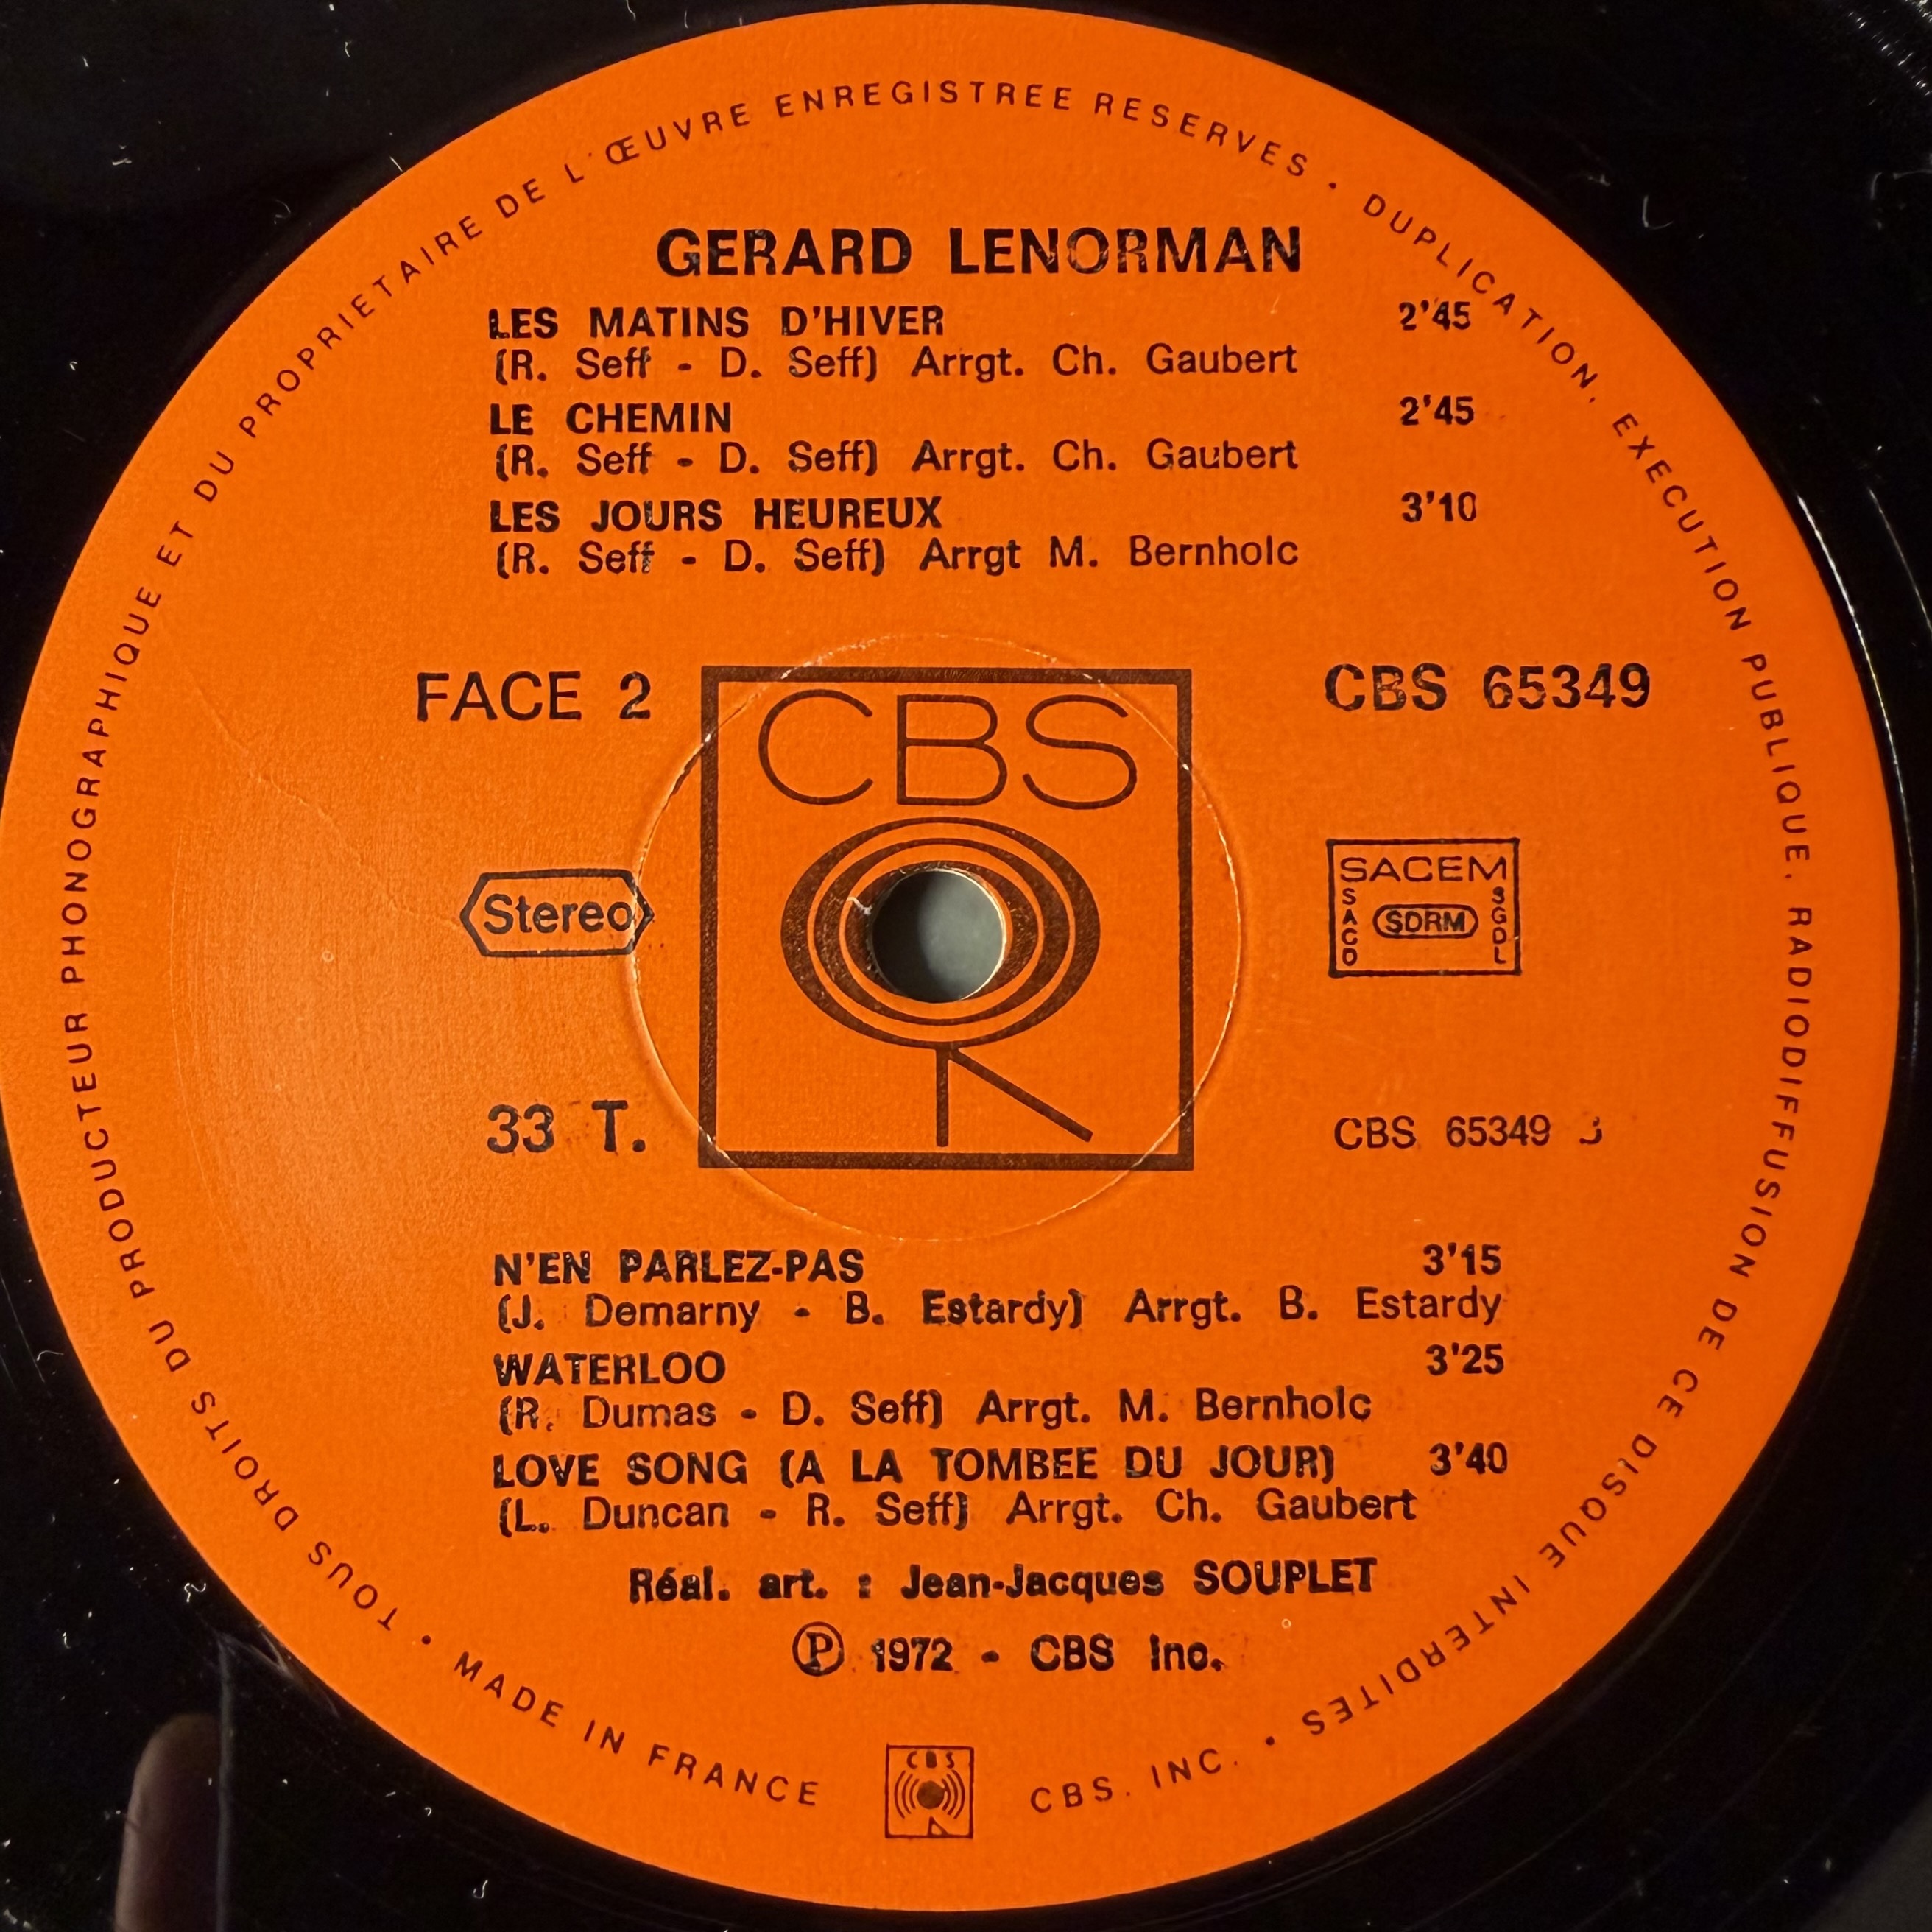 TOUS DROITS DU PRODUCTEUR PHONOGRAPHIQUE ET DU PROPRIETAIRE DE L'ŒUVRE ENREGISTREE RESERVES • DUPLICATION, EXECUTION PUBLIQUE, RADIODIFFUSION DE CE DISQUE INTERDITES •
GERARD LENORMAN
LES MATINS D'HIVER 2'45
(R. Seff - D. Seff) Arrgt. Ch. Gaubert
LE CHEMIN 2'45
(R. Seff - D. Seff) Arrgt. Ch. Gaubert
LES JOURS HEUREUX 3'10
(R. Seff - D. Seff) Arrgt M. Bernholc
FACE 2
CBS
CBS 65349
Stereo
SACEM
SACD
SDRM
SGDL
33 T.
CBS 65349
N'EN PARLEZ-PAS 3'15
(J. Demarny - B. Estardy) Arrgt. B. Estardy
WATERLOO 3'25
(R. Dumas - D. Seff) Arrgt. M. Bernholc
LOVE SONG (A LA TOMBEE DU JOUR) 3'40
(L. Duncan - R. Seff) Arrgt. Ch. Gaubert
Réal. art. : Jean-Jacques SOUPLET
Ⓟ 1972 - CBS Inc.
• MADE IN FRANCE
CBS
CBS. INC.